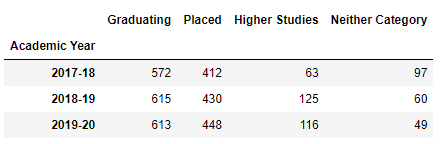 Graduating Placed Higher Studies Neither Category
Academic Year
2017-18 572 412 63 97
2018-19 615 430 125 60
2019-20 613 448 116 49